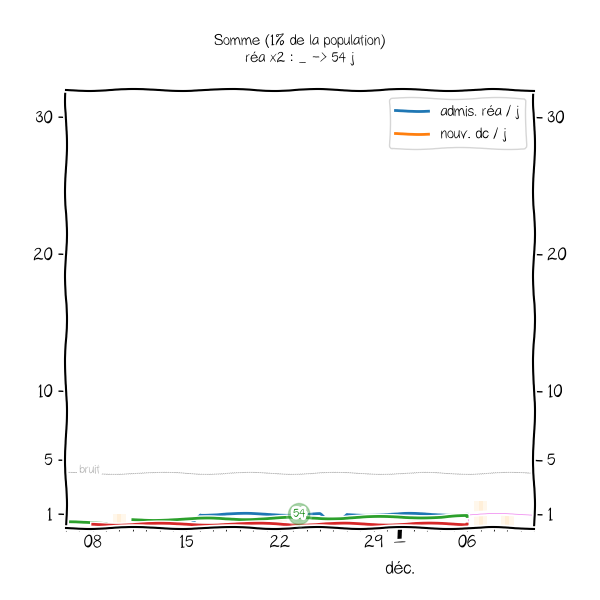 Somme (1% de la population)
réa x2 : _ -> 54 j
admis. réa / j
nouv. dc / j
30
30
20
20
10
10
5
5
bruit
54
1
1
08
15
22
29
06
déc.